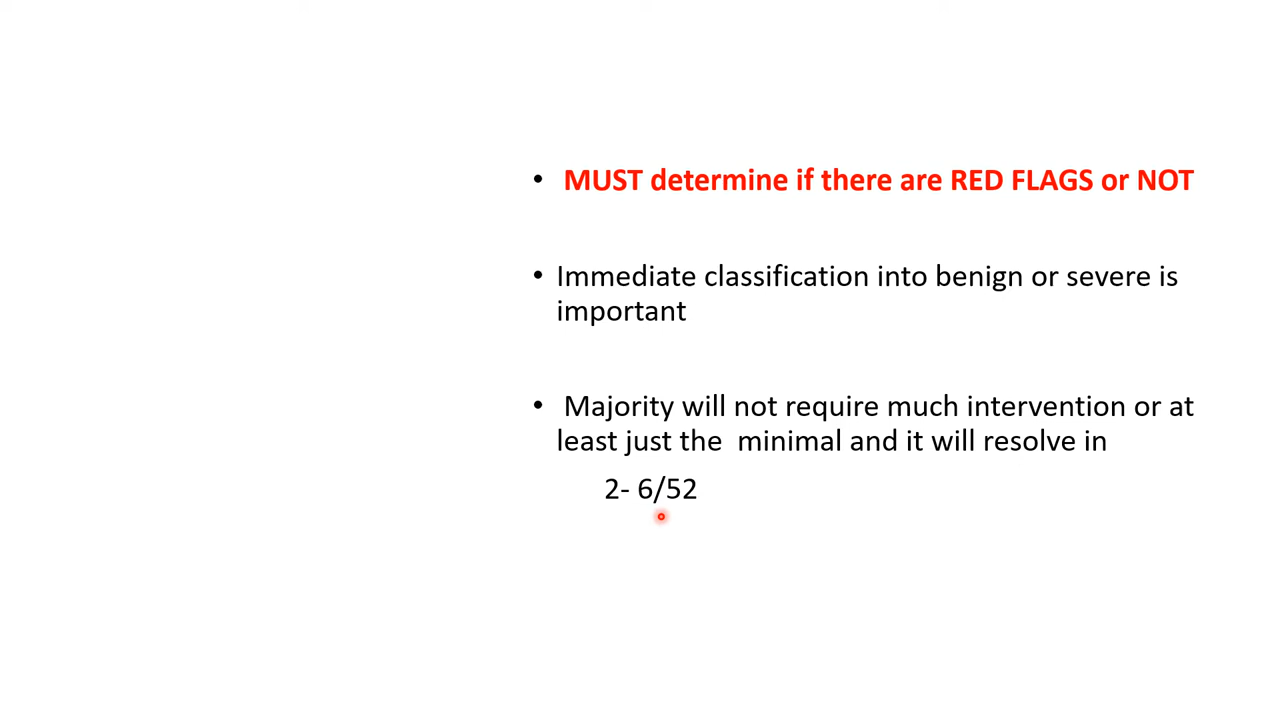 • MUST determine if there are RED FLAGS or NOT
• Immediate classification into benign or severe is
important
• Majority will not require much intervention or at
least just the minimal and it will resolve in
2- 6/52